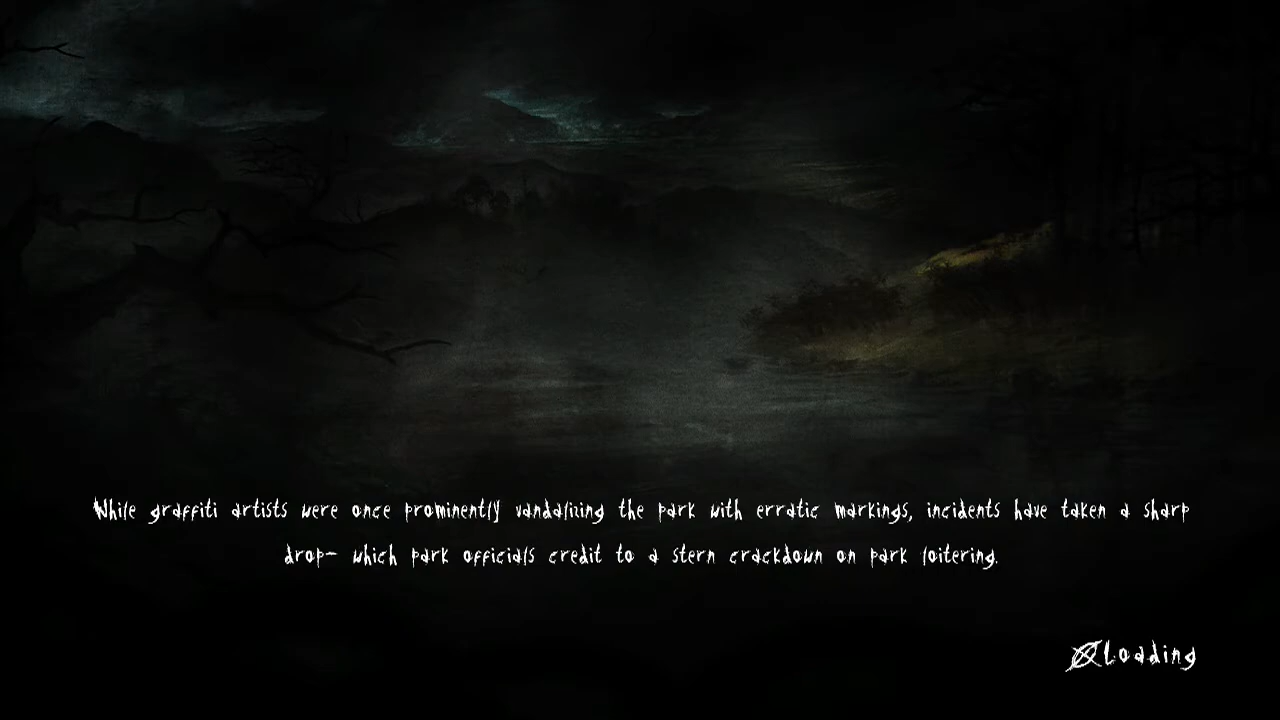 While graffiti artists were once prominently vandalizing the park with erratic markings, incidents have taken a sharp
drop- which park officials credit to a stern crackdown on park loitering.
Loading